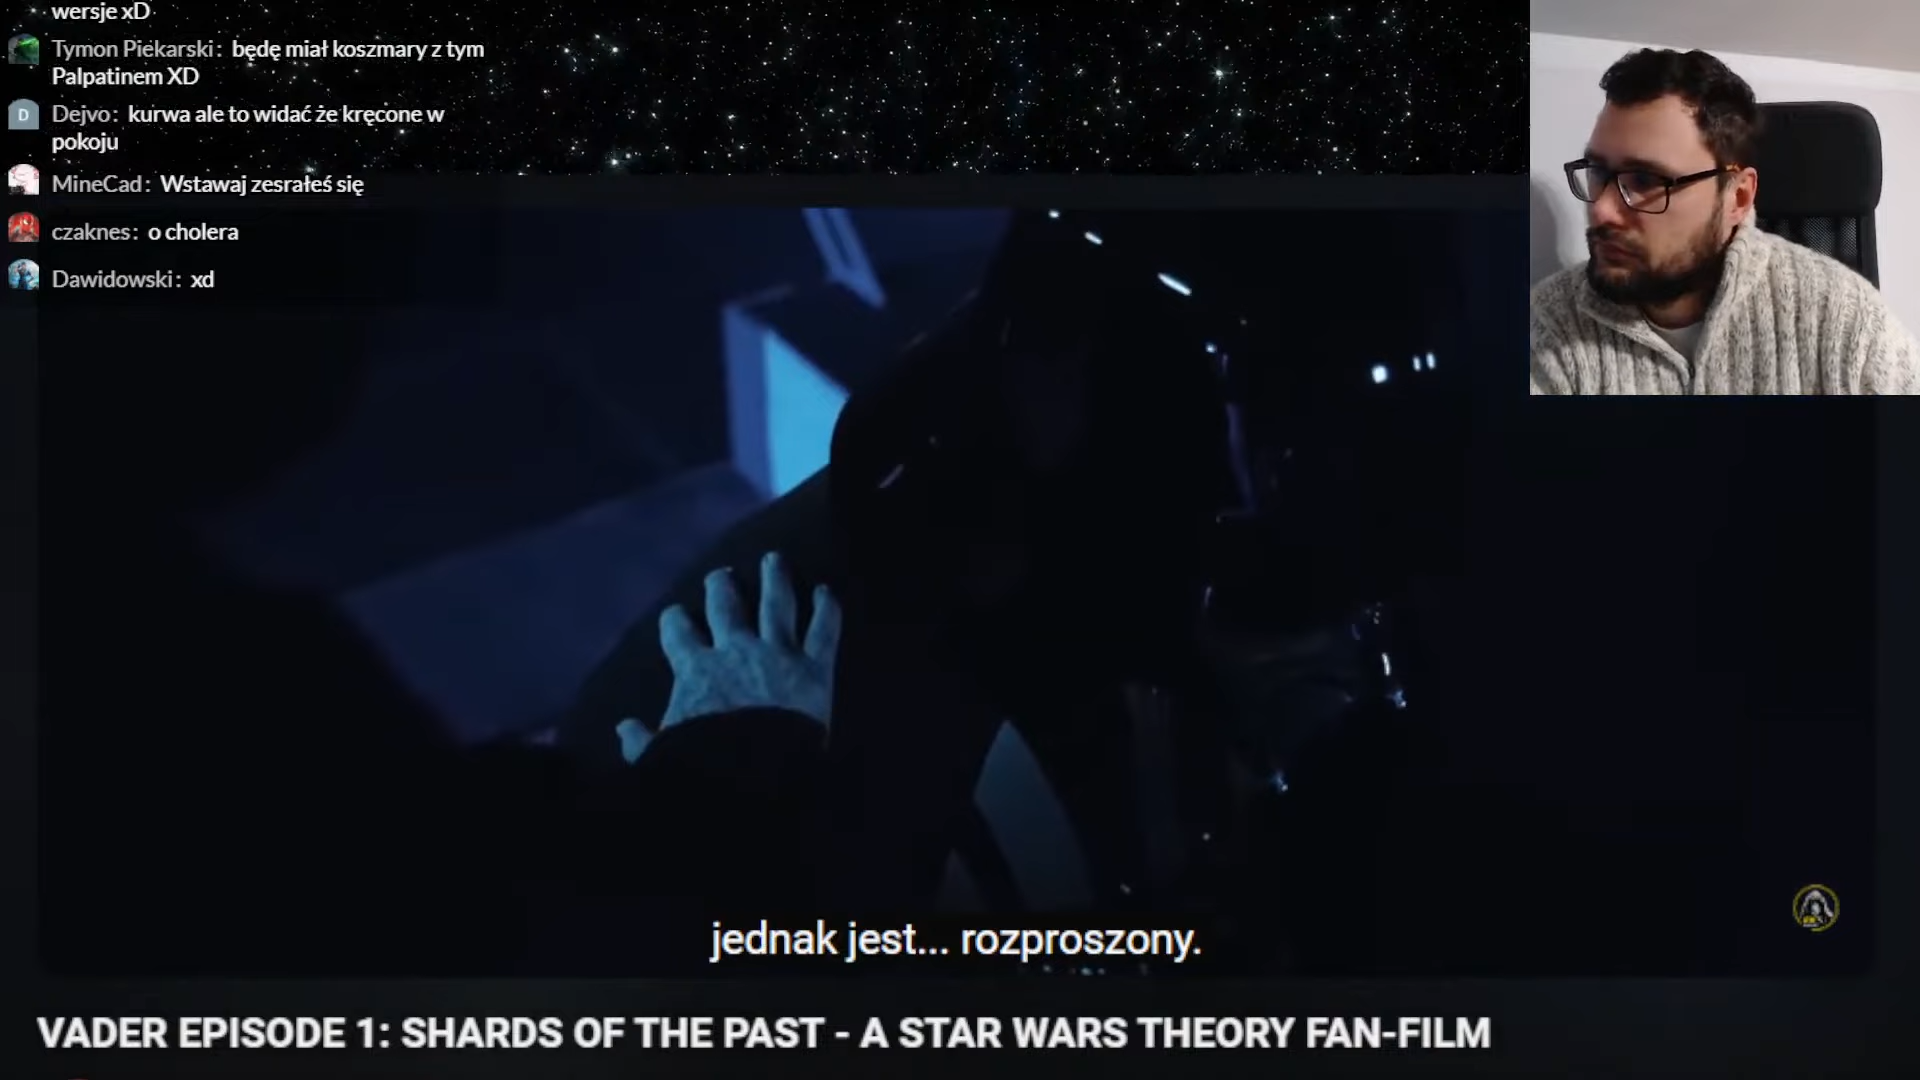 wersje xD
Tymon Piekarski: będę miał koszmary z tym
Palpatinem XD
D Dejvo: kurwa ale to widać że kręcone w
pokoju
MineCad: Wstawaj zesrałeś się
czaknes: o cholera
Dawidowski: xd
jednak jest... rozproszony.
VADER EPISODE 1: SHARDS OF THE PAST - A STAR WARS THEORY FAN-FILM